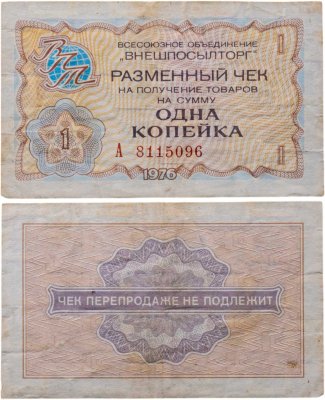 ВПТ
ВСЕСОЮЗНОЕ ОБЪЕДИНЕНИЕ
"ВНЕШПОСЫЛТОРГ"
1
РАЗМЕННЫЙ ЧЕК
НА ПОЛУЧЕНИЕ ТОВАРОВ
НА СУММУ
ОДНА
КОПЕЙКА
1
А 8115096
1
1976
ЧЕК ПЕРЕПРОДАЖЕ НЕ ПОДЛЕЖИТ